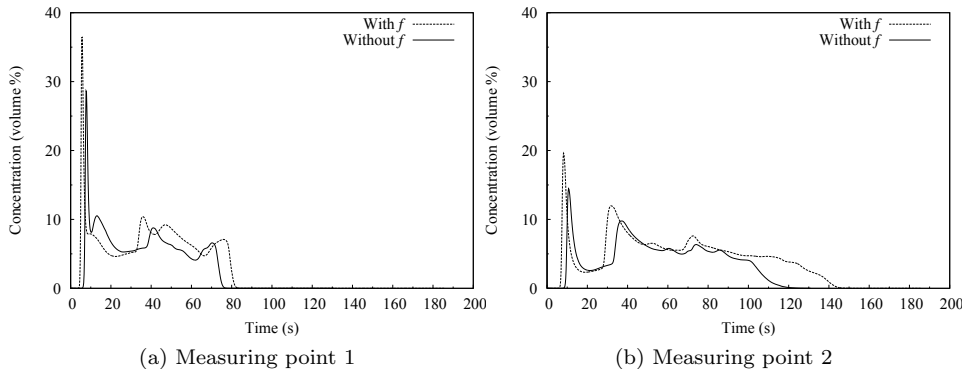 With f
Without f
Concentration (volume %)
40
30
20
10
0
0 20 40 60 80 100 120 140 160 180 200
Time (s)
(a) Measuring point 1
With f
Without f
Concentration (volume %)
40
30
20
10
0
0 20 40 60 80 100 120 140 160 180 200
Time (s)
(b) Measuring point 2